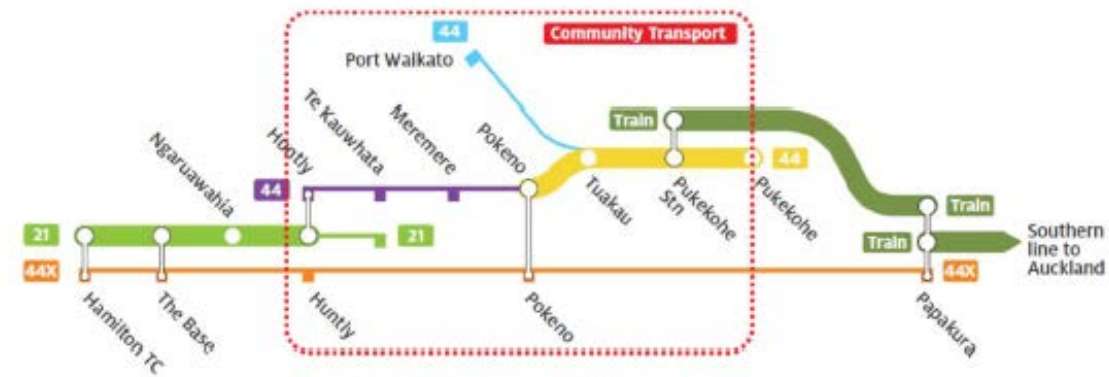 44
Community Transport
Port Waikato
Te Kauwhata
Meremere
Pokeno
Ngaruawahia
Huntly
Train
44
44
Tuakau
Pukekohe
Stn
Pukekohe
Train
21
21
Train
Southern
line to
Auckland
44X
44X
Hamilton TC
The Base
Huntly
Pokeno
Papakura